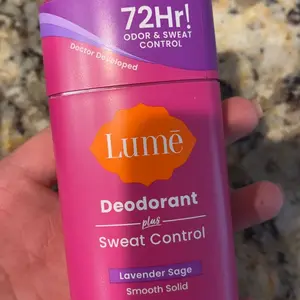 72Hr!
ODOR & SWEAT
CONTROL
Doctor Developed
Lumē
Deodorant
plus
Sweat Control
Lavender Sage
Smooth Solid